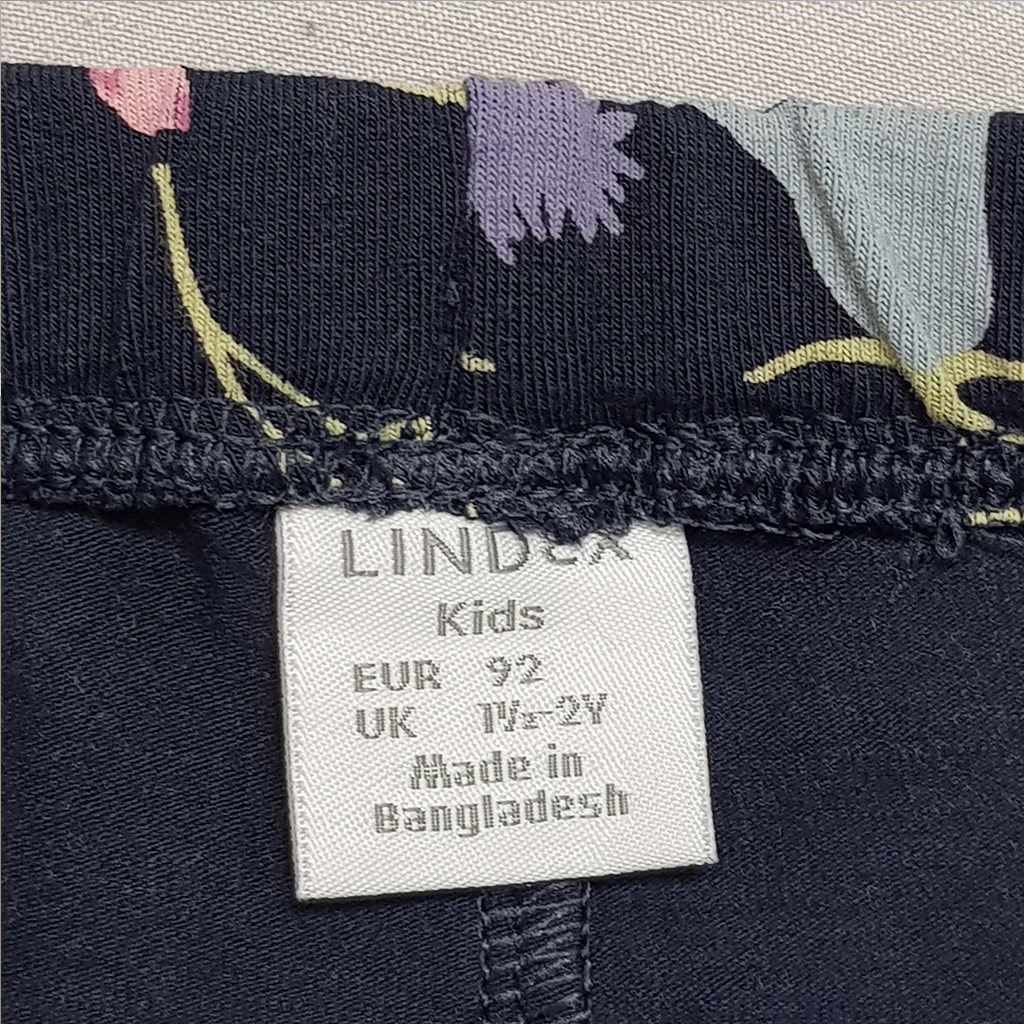 LINDEX
Kids
EUR 92
UK 1½-2Y
Made in
Bangladesh